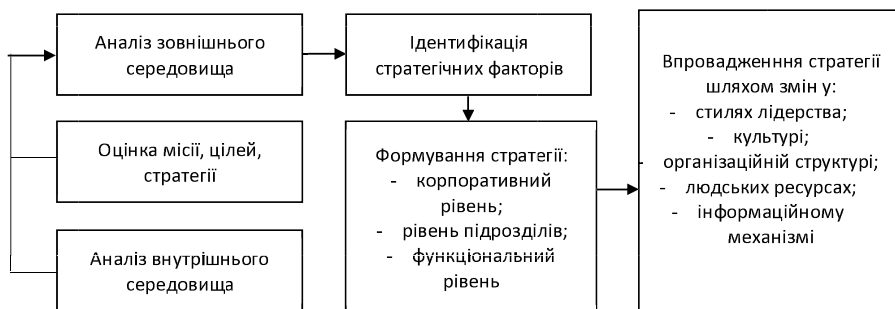 Аналіз зовнішнього
середовища
Ідентифікація
стратегічних факторів
Оцінка місії, цілей,
стратегії
Аналіз внутрішнього
середовища
Формування стратегії:
- корпоративний
рівень;
- рівень підрозділів;
- функціональний
рівень
Впровадженння стратегії
шляхом змін у:
- стилях лідерства;
- культурі;
- організаційній структурі;
- людських ресурсах;
- інформаційному
механізмі